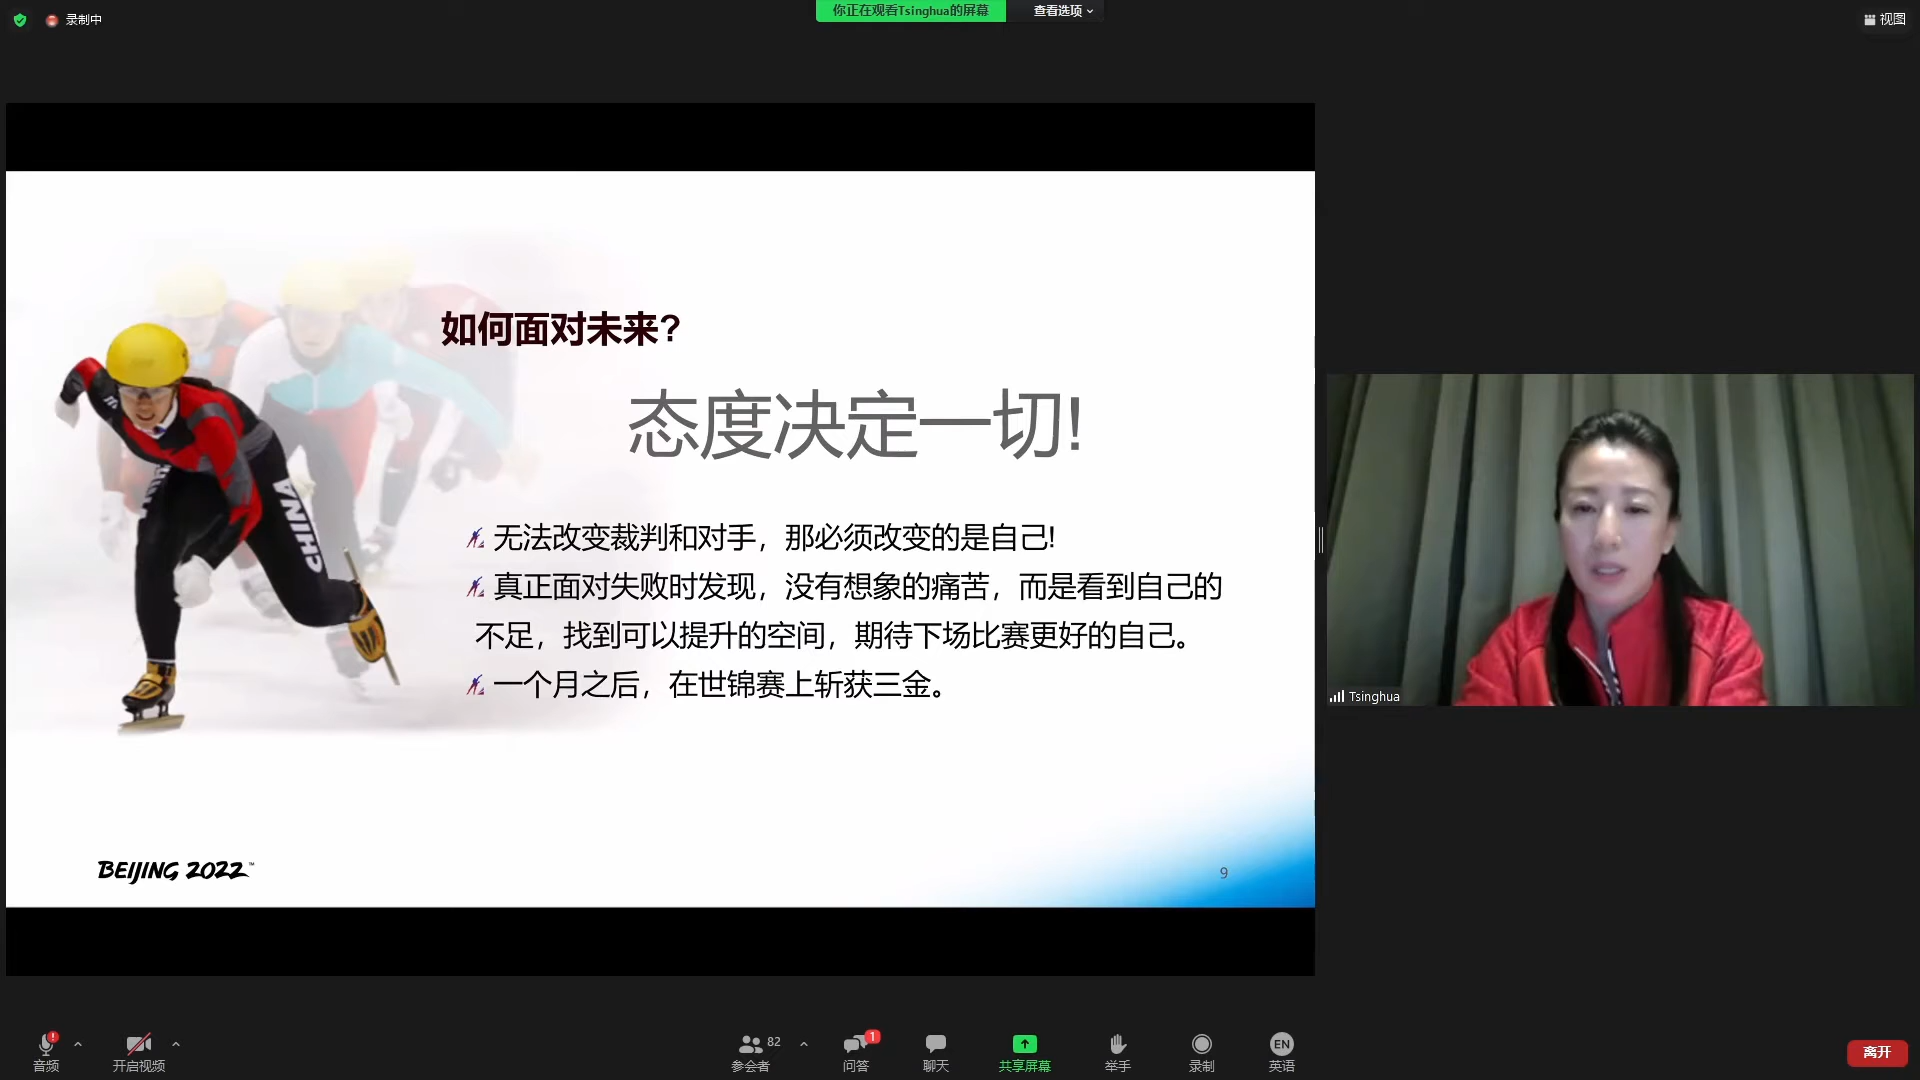 录制中
你正在观看Tsinghua的屏幕
查看选项
视图
如何面对未来?
态度决定一切!
无法改变裁判和对手，那必须改变的是自己!
真正面对失败时发现，没有想象的痛苦，而是看到自己的
不足，找到可以提升的空间，期待下场比赛更好的自己。
一个月之后，在世锦赛上斩获三金。
CHINA
BEIJING 2022™
9
Tsinghua
音频
开启视频
82
参会者
1
问答
聊天
共享屏幕
举手
录制
EN
英语
离开